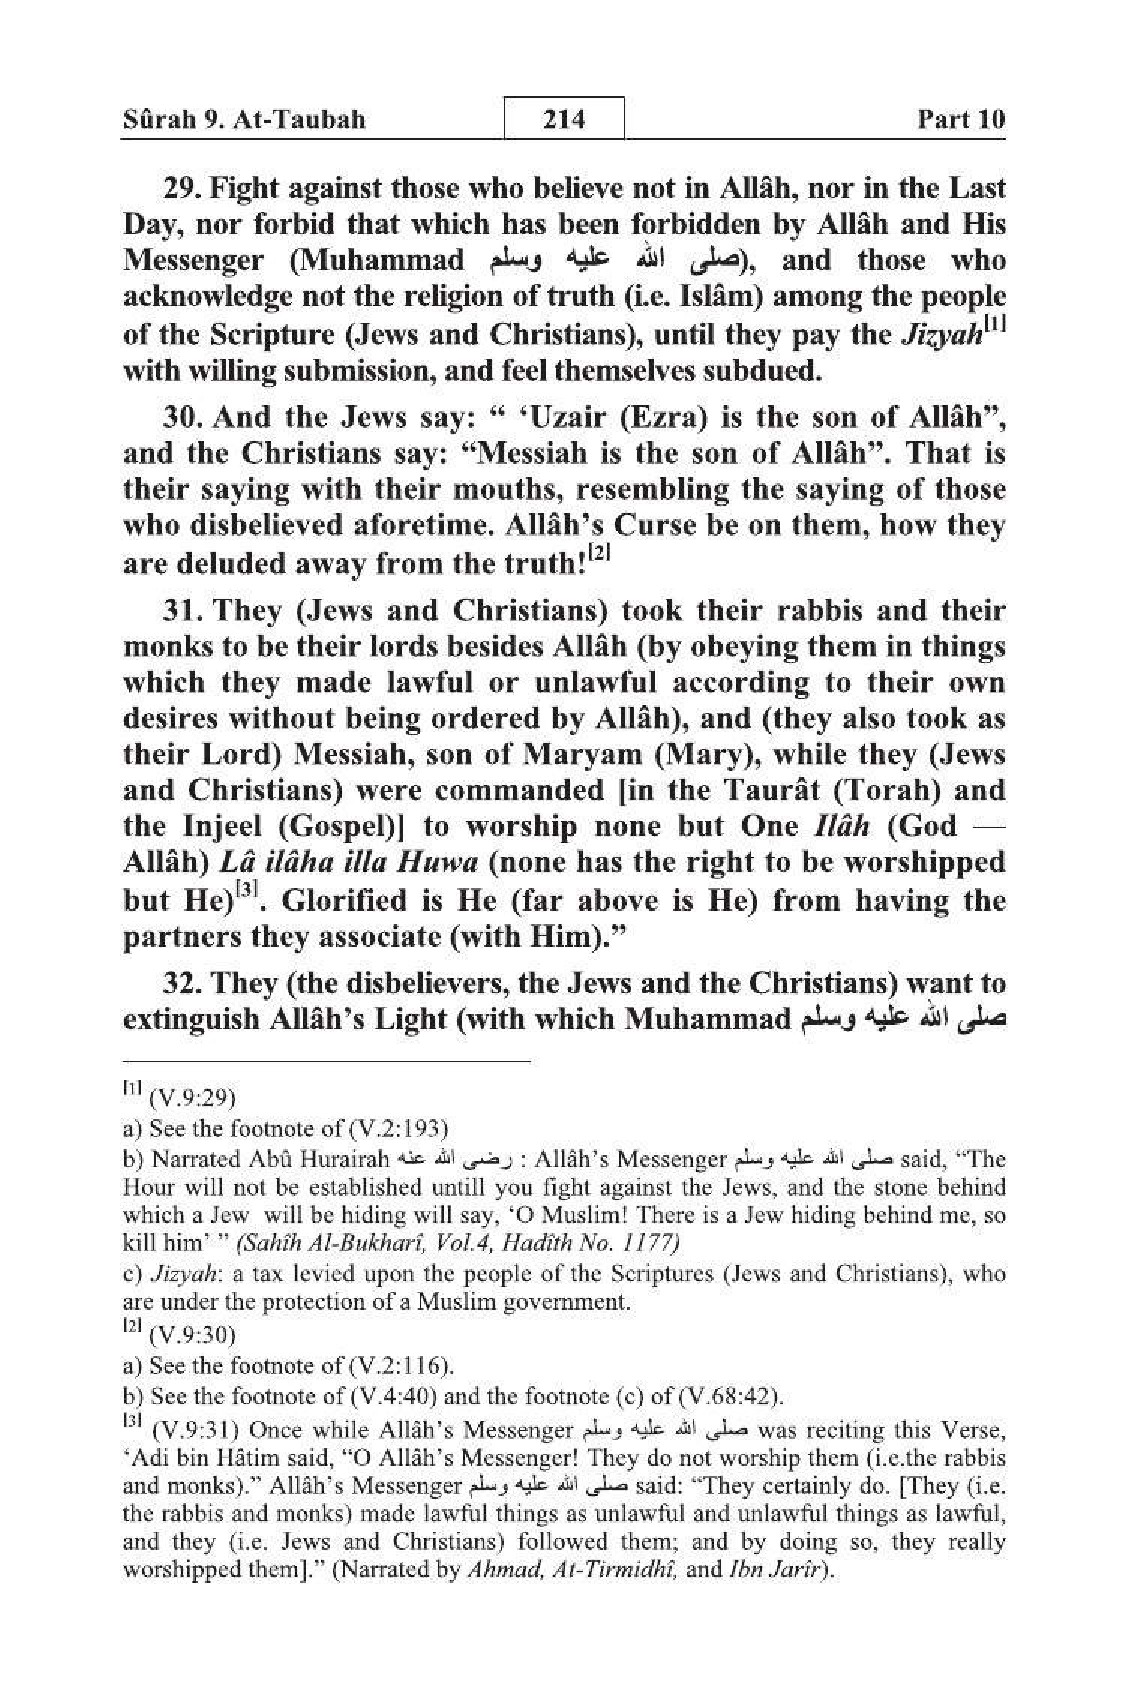 Sûrah 9. At-Taubah 214 Part 10
29. Fight against those who believe not in Allâh, nor in the Last
Day, nor forbid that which has been forbidden by Allâh and His
Messenger (Muhammad صلى الله عليه وسلم), and those who
acknowledge not the religion of truth (i.e. Islâm) among the people
of the Scripture (Jews and Christians), until they pay the Jizyah[1]
with willing submission, and feel themselves subdued.
30. And the Jews say: “ ‘Uzair (Ezra) is the son of Allâh”,
and the Christians say: “Messiah is the son of Allâh”. That is
their saying with their mouths, resembling the saying of those
who disbelieved aforetime. Allâh’s Curse be on them, how they
are deluded away from the truth![2]
31. They (Jews and Christians) took their rabbis and their
monks to be their lords besides Allâh (by obeying them in things
which they made lawful or unlawful according to their own
desires without being ordered by Allâh), and (they also took as
their Lord) Messiah, son of Maryam (Mary), while they (Jews
and Christians) were commanded [in the Taurât (Torah) and
the Injeel (Gospel)] to worship none but One Ilâh (God —
Allâh) Lâ ilâha illa Huwa (none has the right to be worshipped
but He)[3]. Glorified is He (far above is He) from having the
partners they associate (with Him).”
32. They (the disbelievers, the Jews and the Christians) want to
extinguish Allâh’s Light (with which Muhammad صلى الله عليه وسلم
[1] (V.9:29)
a) See the footnote of (V.2:193)
b) Narrated Abû Hurairah رضى الله عنه : Allâh’s Messenger صلى الله عليه وسلم said, “The
Hour will not be established untill you fight against the Jews, and the stone behind
which a Jew will be hiding will say, ‘O Muslim! There is a Jew hiding behind me, so
kill him’ ” (Sahîh Al-Bukharî, Vol.4, Hadîth No. 1177)
c) Jizyah: a tax levied upon the people of the Scriptures (Jews and Christians), who
are under the protection of a Muslim government.
[2] (V.9:30)
a) See the footnote of (V.2:116).
b) See the footnote of (V.4:40) and the footnote (c) of (V.68:42).
[3] (V.9:31) Once while Allâh’s Messenger صلى الله عليه وسلم was reciting this Verse,
‘Adi bin Hâtim said, “O Allâh’s Messenger! They do not worship them (i.e.the rabbis
and monks).” Allâh’s Messenger صلى الله عليه وسلم said: “They certainly do. [They (i.e.
the rabbis and monks) made lawful things as unlawful and unlawful things as lawful,
and they (i.e. Jews and Christians) followed them; and by doing so, they really
worshipped them].” (Narrated by Ahmad, At-Tirmidhî, and Ibn Jarîr).